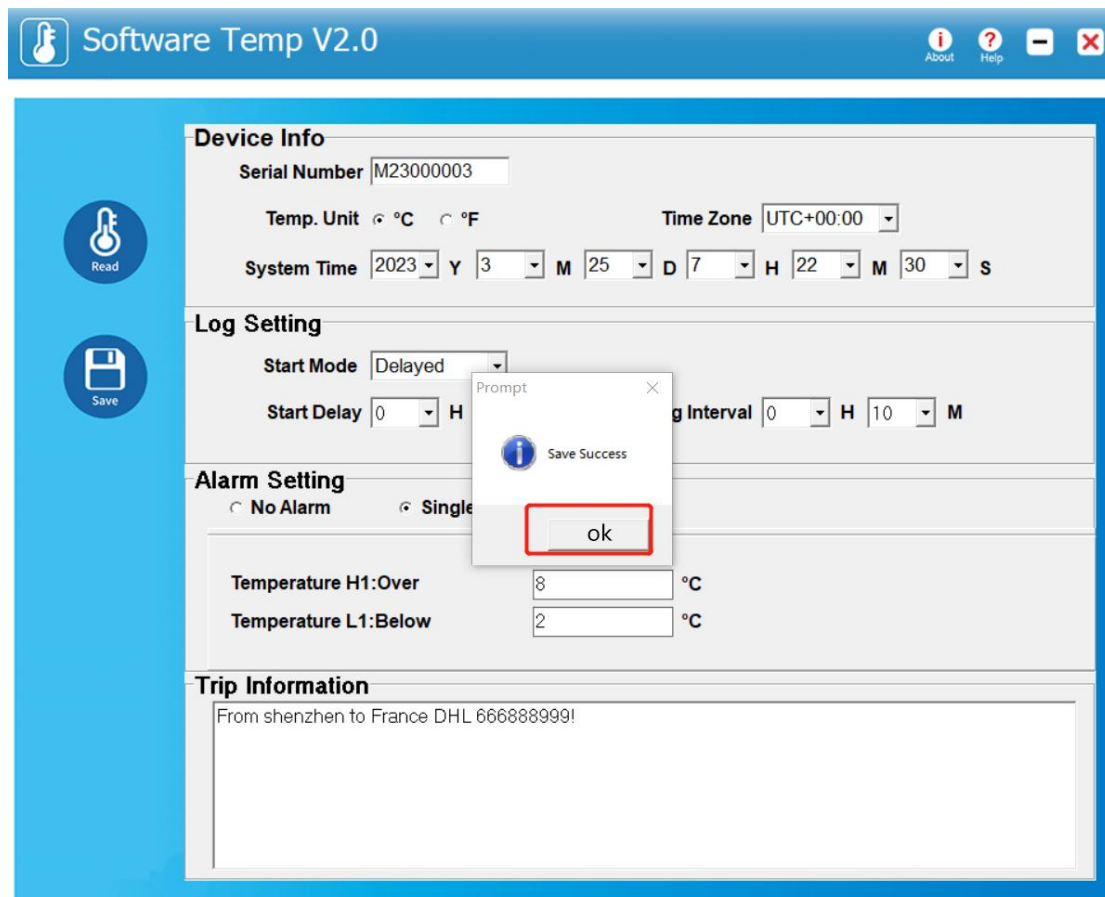 Software Temp V2.0
About
Help
Read
Save
Device Info
Serial Number M23000003
Temp. Unit °C °F Time Zone UTC+00:00
System Time 2023 Y 3 M 25 D 7 H 22 M 30 S
Log Setting
Start Mode Delayed
Start Delay 0 H g Interval 0 H 10 M
Prompt
Save Success
ok
Alarm Setting
No Alarm Single
Temperature H1:Over 8 °C
Temperature L1:Below 2 °C
Trip Information
From shenzhen to France DHL 666888999!